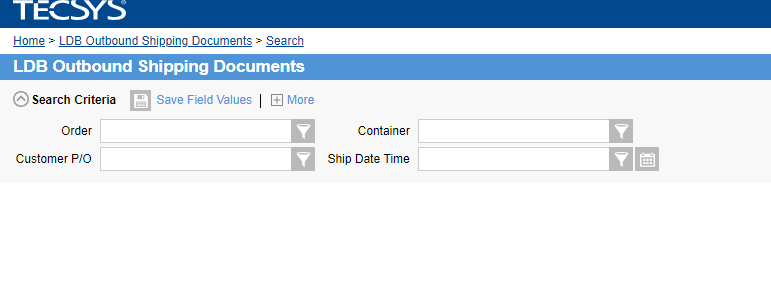 TECSYS
Home > LDB Outbound Shipping Documents > Search
LDB Outbound Shipping Documents
Search Criteria Save Field Values | More
Order Container
Customer P/O Ship Date Time